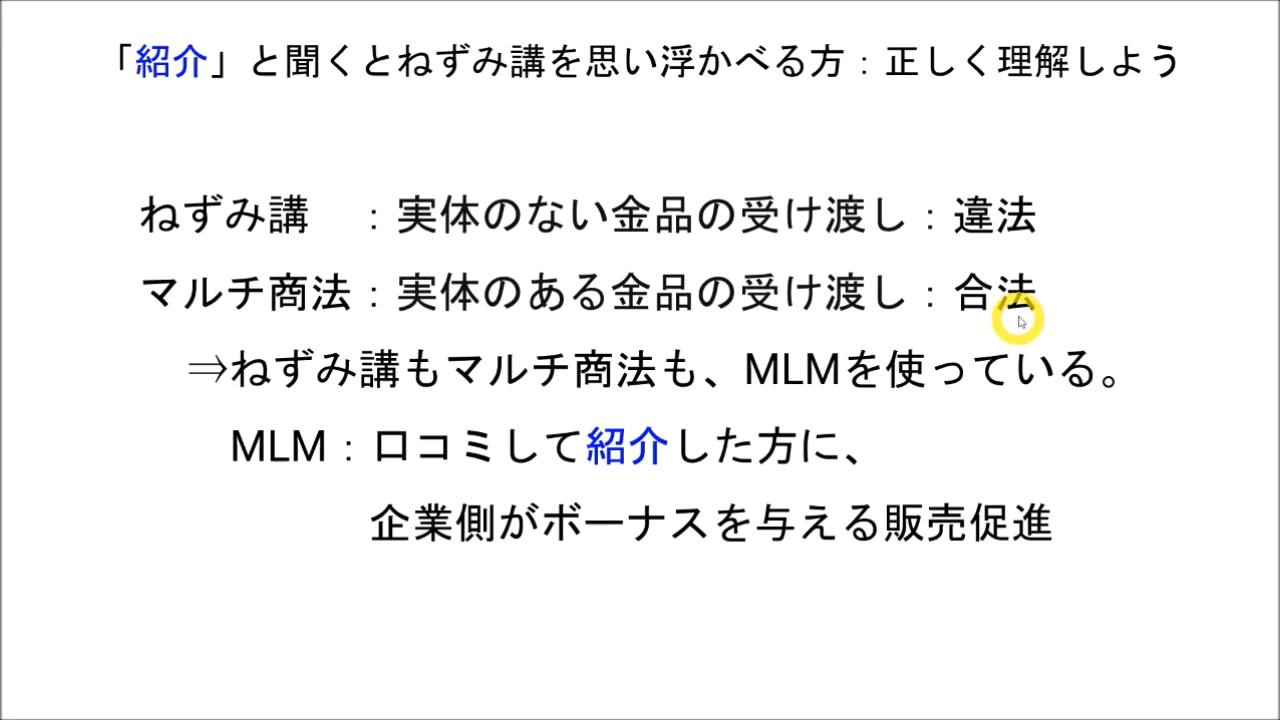 「紹介」と聞くとねずみ講を思い浮かべる方：正しく理解しよう
ねずみ講　：実体のない金品の受け渡し：違法
マルチ商法：実体のある金品の受け渡し：合法
⇒ねずみ講もマルチ商法も、MLMを使っている。
MLM：口コミして紹介した方に、
企業側がボーナスを与える販売促進